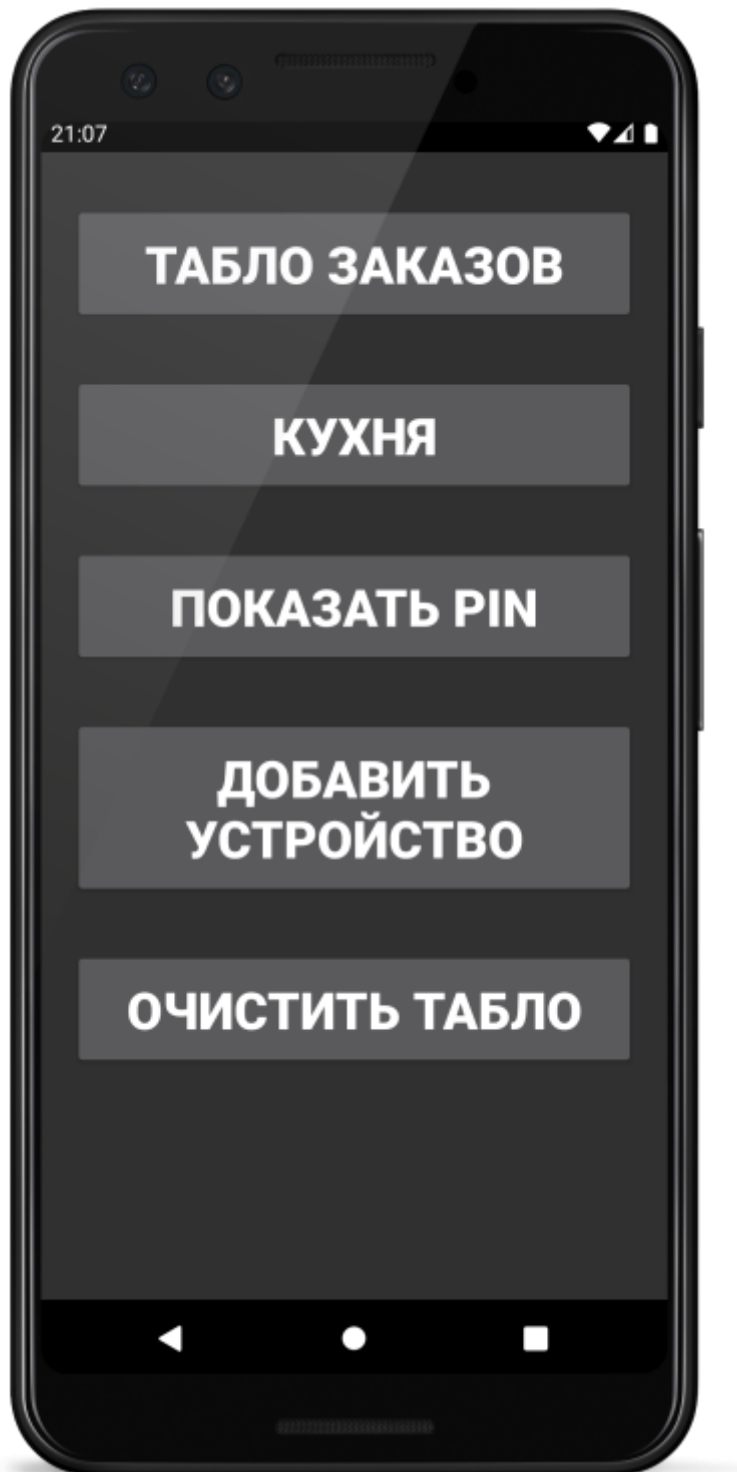 21:07
ТАБЛО ЗАКАЗОВ
КУХНЯ
ПОКАЗАТЬ PIN
ДОБАВИТЬ
УСТРОЙСТВО
ОЧИСТИТЬ ТАБЛО